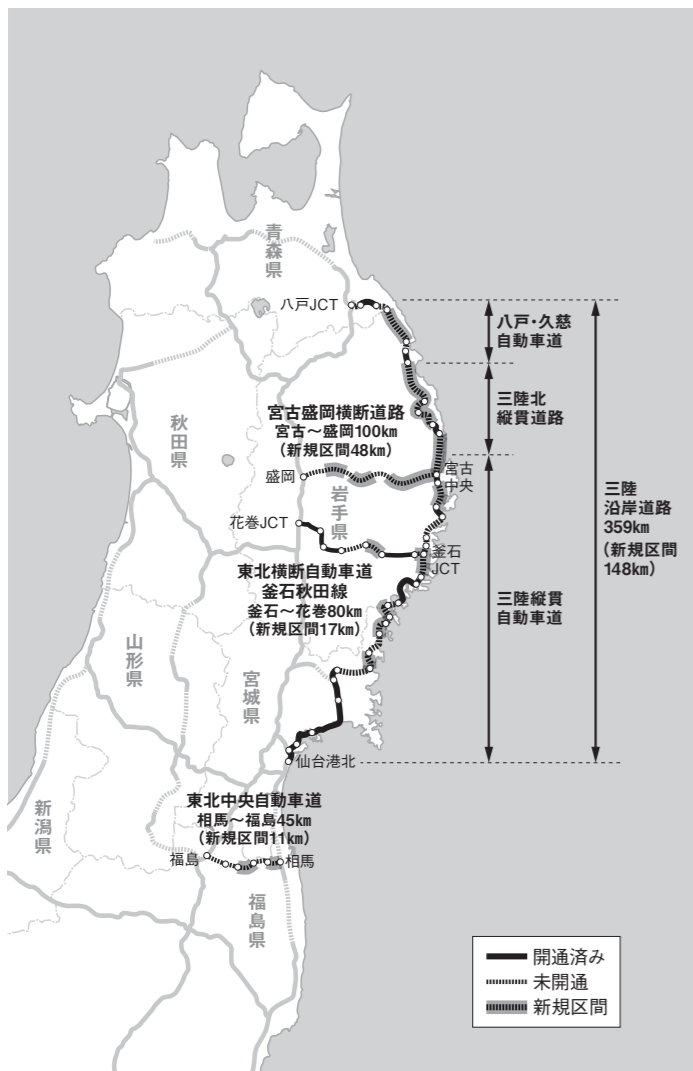 青森県
八戸JCT
八戸・久慈
自動車道
三陸北
縦貫道路
宮古盛岡横断道路
宮古〜盛岡100km
（新規区間48km）
秋田県
盛岡
宮古
中央
岩手県
花巻JCT
釜石
JCT
三陸
沿岸道路
359km
（新規区間
148km）
東北横断自動車道
釜石秋田線
釜石〜花巻80km
（新規区間17km）
三陸縦貫
自動車道
山形県
宮城県
仙台港北
東北中央自動車道
相馬〜福島45km
（新規区間11km）
新潟県
福島
相馬
福島県
開通済み
未開通
新規区間